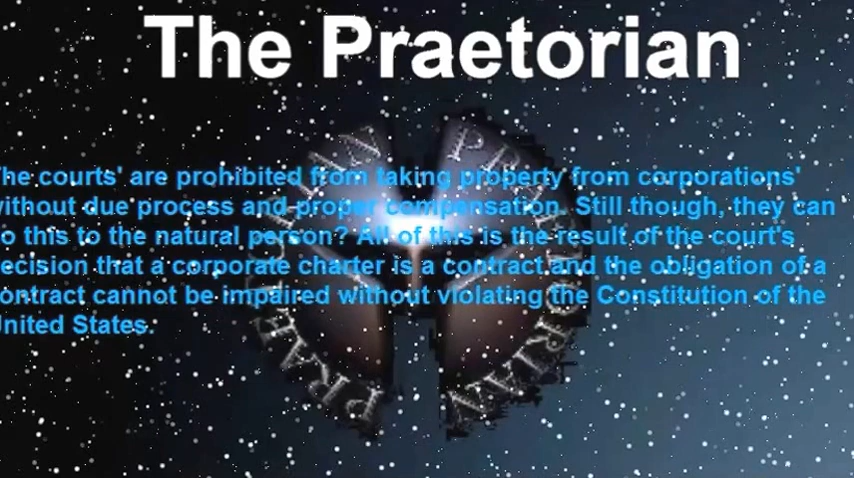 The Praetorian
he courts' are prohibited from taking property from corporations'
without due process and proper compensation. Still though, they can
o this to the natural person? All of this is the result of the court's
ecision that a corporate charter is a contract and the obligation of a
ontract cannot be impaired without violating the Constitution of the
United States.
PRAETORIAN
PRAETORIAN